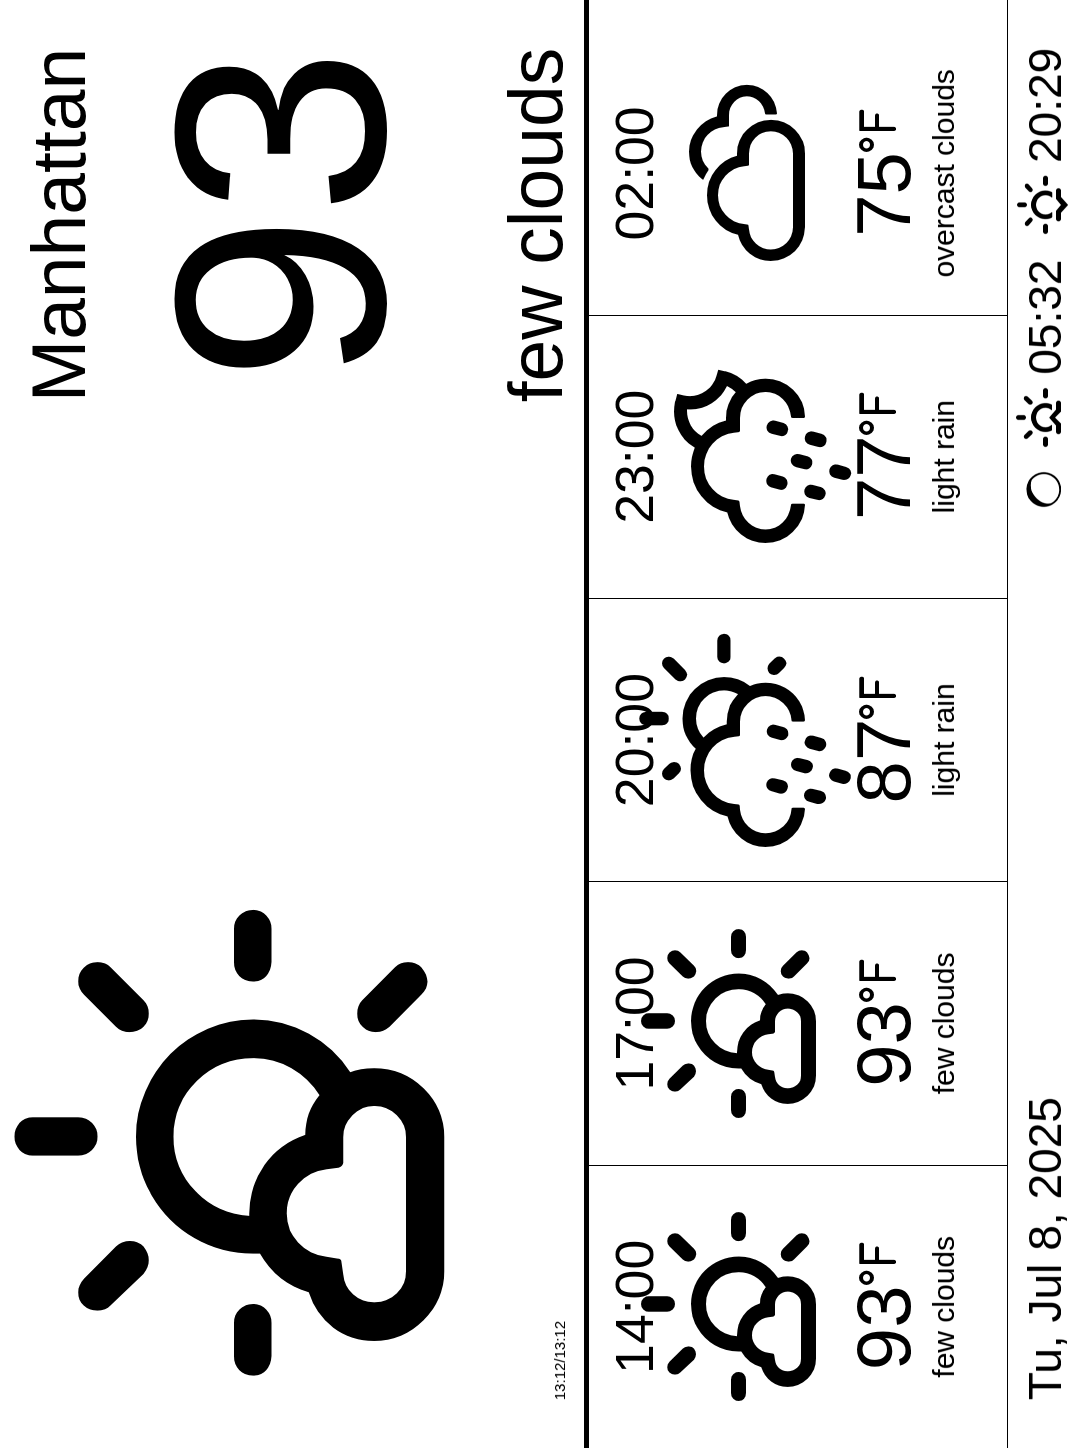 Manhattan
93
few clouds
13:12/13:12
14:00
93°F
few clouds
17:00
93°F
few clouds
20:00
87°F
light rain
23:00
77°F
light rain
02:00
75°F
overcast clouds
Tu, Jul 8, 2025
05:32
20:29